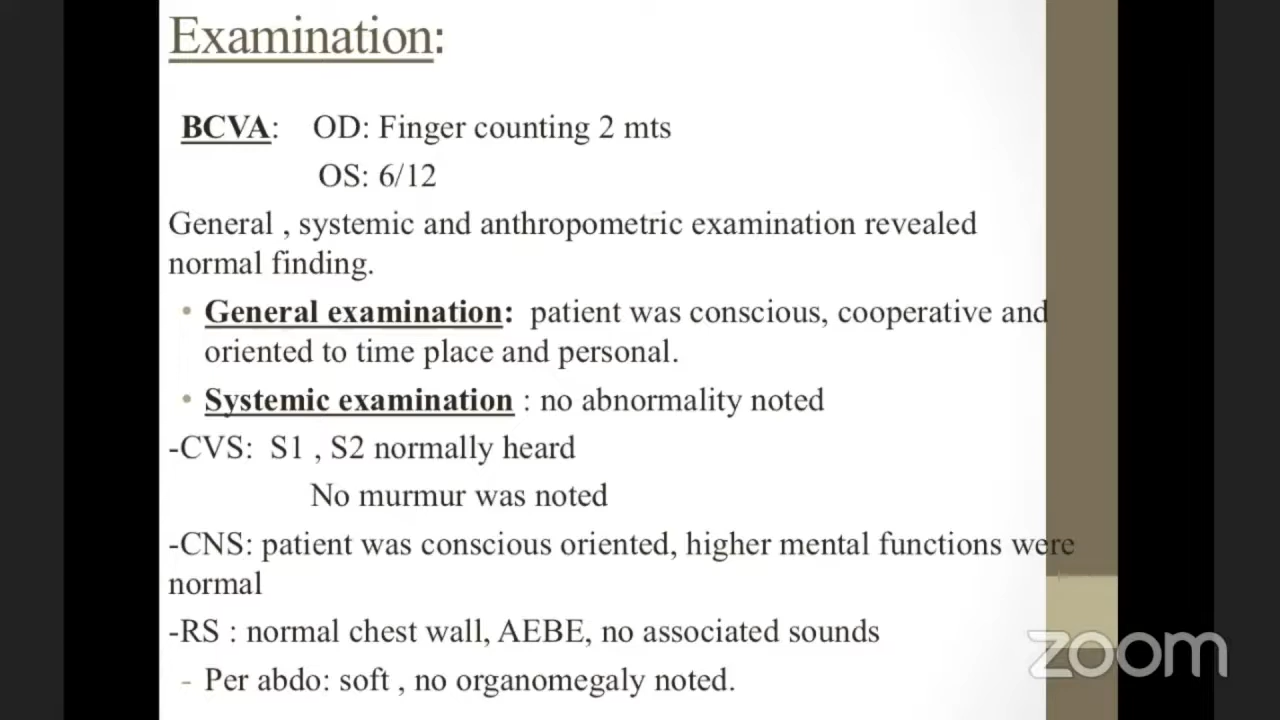 Examination:
BCVA: OD: Finger counting 2 mts
OS: 6/12
General , systemic and anthropometric examination revealed
normal finding.
• General examination: patient was conscious, cooperative and
oriented to time place and personal.
• Systemic examination : no abnormality noted
-CVS: S1 , S2 normally heard
No murmur was noted
-CNS: patient was conscious oriented, higher mental functions were
normal
-RS : normal chest wall, AEBE, no associated sounds
- Per abdo: soft , no organomegaly noted.
zoom